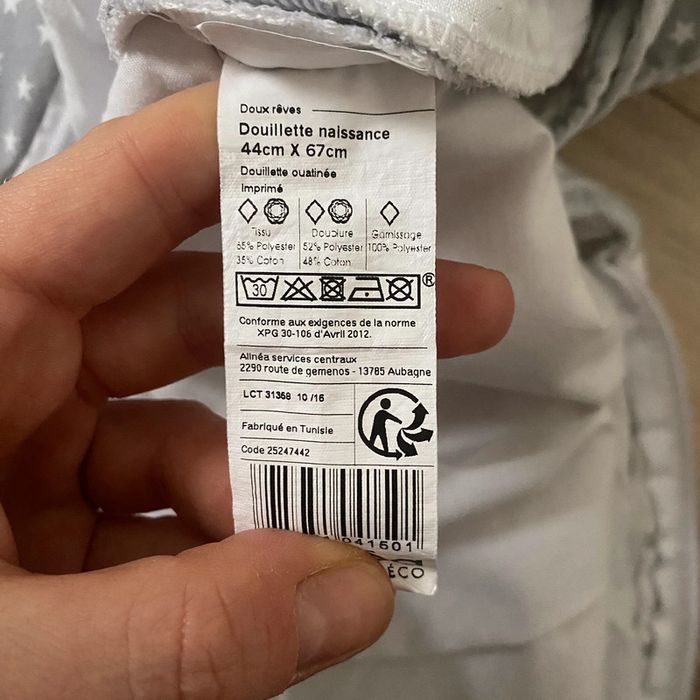 Doux rêves
Douillette naissance
44cm X 67cm
Douillette ouatinée
Imprimé
Tissu Doublure Garnissage
65% Polyester 52% Polyester 100% Polyester
35% Coton 48% Coton
30 ®
Conforme aux exigences de la norme
XPG 30-106 d'Avril 2012.
Alinéa services centraux
2290 route de gemenos - 13785 Aubagne
LCT 31358 10 /16
Fabriqué en Tunisie
Code 25247442
041601
ÉCO